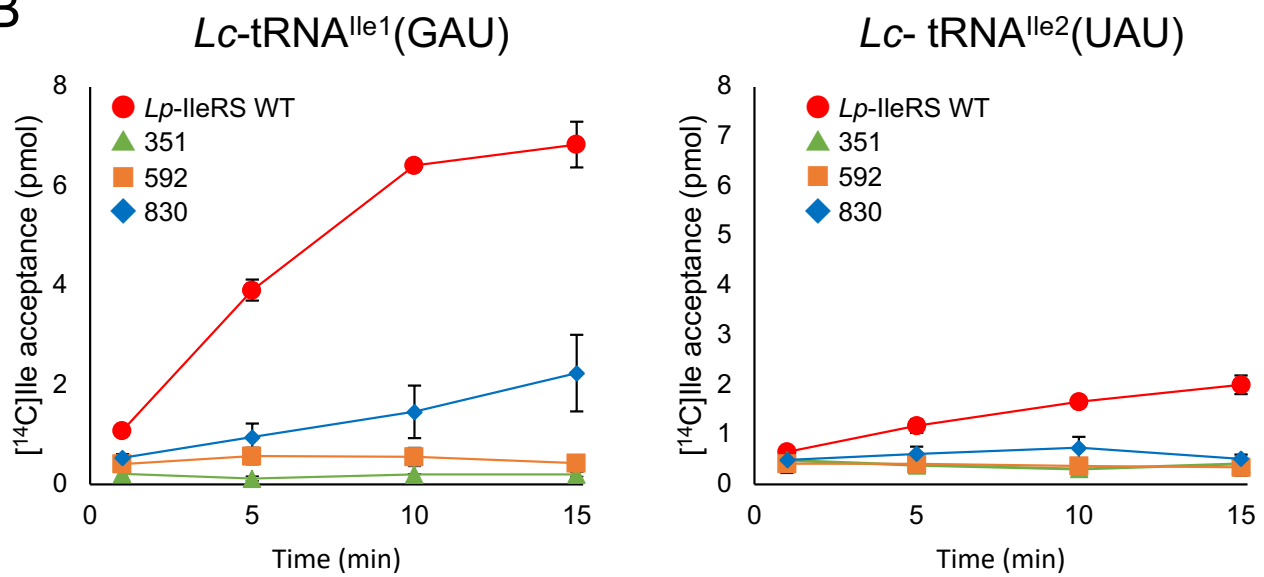 B
Lc-tRNAᴵˡᵉ¹(GAU)
8
6
4
2
0
[¹⁴C]Ile acceptance (pmol)
Lp-IleRS WT
351
592
830
0 5 10 15
Time (min)
Lc- tRNAᴵˡᵉ²(UAU)
8
7
6
5
4
3
2
1
0
[¹⁴C]Ile acceptance (pmol)
Lp-IleRS WT
351
592
830
0 5 10 15
Time (min)